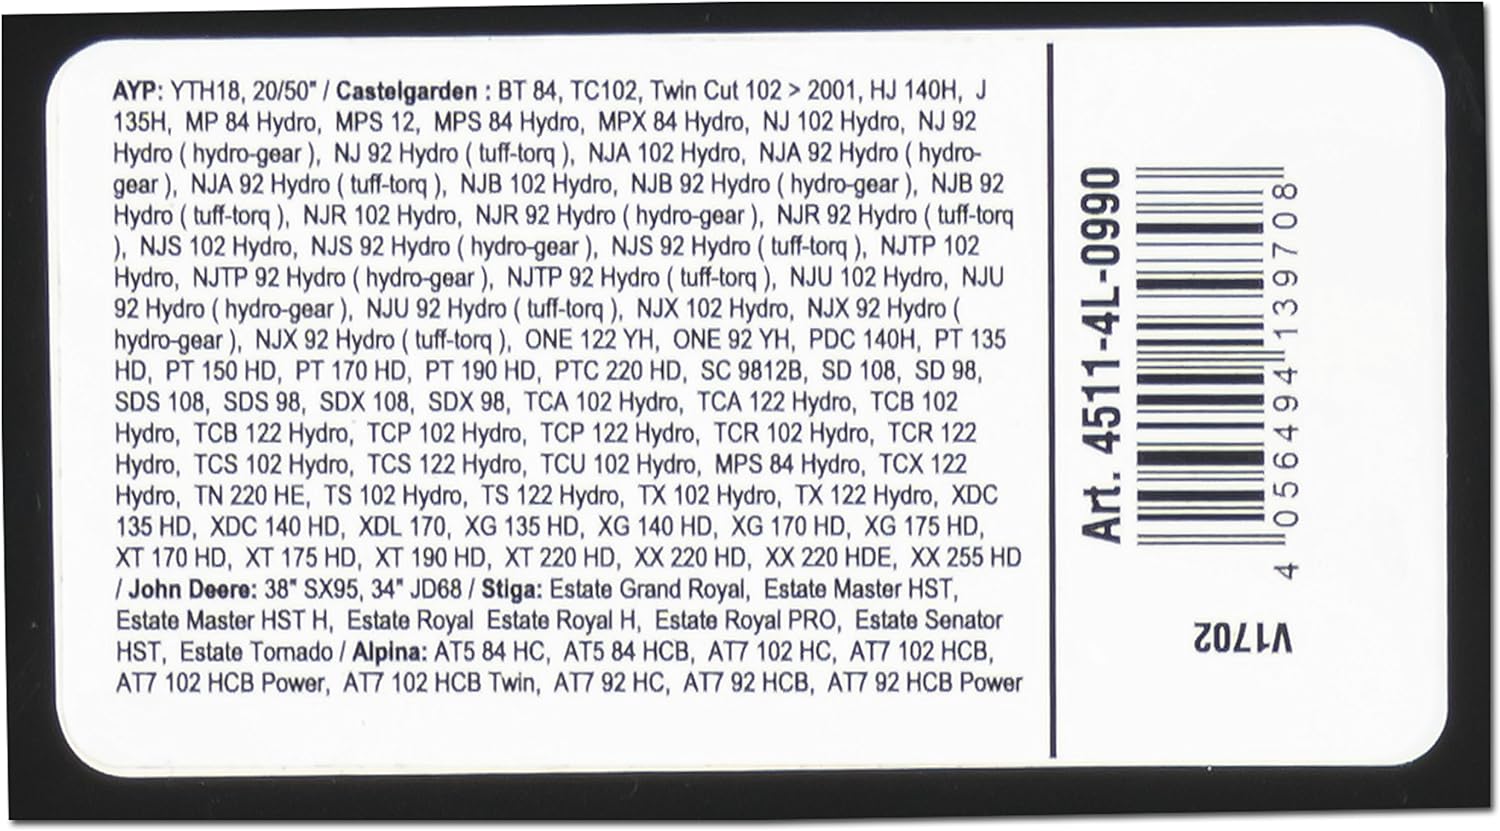 AYP: YTH18, 20/50" / Castelgarden : BT 84, TC102, Twin Cut 102 > 2001, HJ 140H, J
135H, MP 84 Hydro, MPS 12, MPS 84 Hydro, MPX 84 Hydro, NJ 102 Hydro, NJ 92
Hydro ( hydro-gear ), NJ 92 Hydro ( tuff-torq ), NJA 102 Hydro, NJA 92 Hydro ( hydro-
gear ), NJA 92 Hydro ( tuff-torq ), NJB 102 Hydro, NJB 92 Hydro ( hydro-gear ), NJB 92
Hydro ( tuff-torq ), NJR 102 Hydro, NJR 92 Hydro ( hydro-gear ), NJR 92 Hydro ( tuff-torq
), NJS 102 Hydro, NJS 92 Hydro ( hydro-gear ), NJS 92 Hydro ( tuff-torq ), NJTP 102
Hydro, NJTP 92 Hydro ( hydro-gear ), NJTP 92 Hydro ( tuff-torq ), NJU 102 Hydro, NJU
92 Hydro ( hydro-gear ), NJU 92 Hydro ( tuff-torq ), NJX 102 Hydro, NJX 92 Hydro (
hydro-gear ), NJX 92 Hydro ( tuff-torq ), ONE 122 YH, ONE 92 YH, PDC 140H, PT 135
HD, PT 150 HD, PT 170 HD, PT 190 HD, PTC 220 HD, SC 9812B, SD 108, SD 98,
SDS 108, SDS 98, SDX 108, SDX 98, TCA 102 Hydro, TCA 122 Hydro, TCB 102
Hydro, TCB 122 Hydro, TCP 102 Hydro, TCP 122 Hydro, TCR 102 Hydro, TCR 122
Hydro, TCS 102 Hydro, TCS 122 Hydro, TCU 102 Hydro, MPS 84 Hydro, TCX 122
Hydro, TN 220 HE, TS 102 Hydro, TS 122 Hydro, TX 102 Hydro, TX 122 Hydro, XDC
135 HD, XDC 140 HD, XDL 170, XG 135 HD, XG 140 HD, XG 170 HD, XG 175 HD,
XT 170 HD, XT 175 HD, XT 190 HD, XT 220 HD, XX 220 HD, XX 220 HDE, XX 255 HD
/ John Deere: 38" SX95, 34" JD68 / Stiga: Estate Grand Royal, Estate Master HST,
Estate Master HST H, Estate Royal Estate Royal H, Estate Royal PRO, Estate Senator
HST, Estate Tornado / Alpina: AT5 84 HC, AT5 84 HCB, AT7 102 HC, AT7 102 HCB,
AT7 102 HCB Power, AT7 102 HCB Twin, AT7 92 HC, AT7 92 HCB, AT7 92 HCB Power
Art. 4511-4L-0990
4 056494 139708
V1702